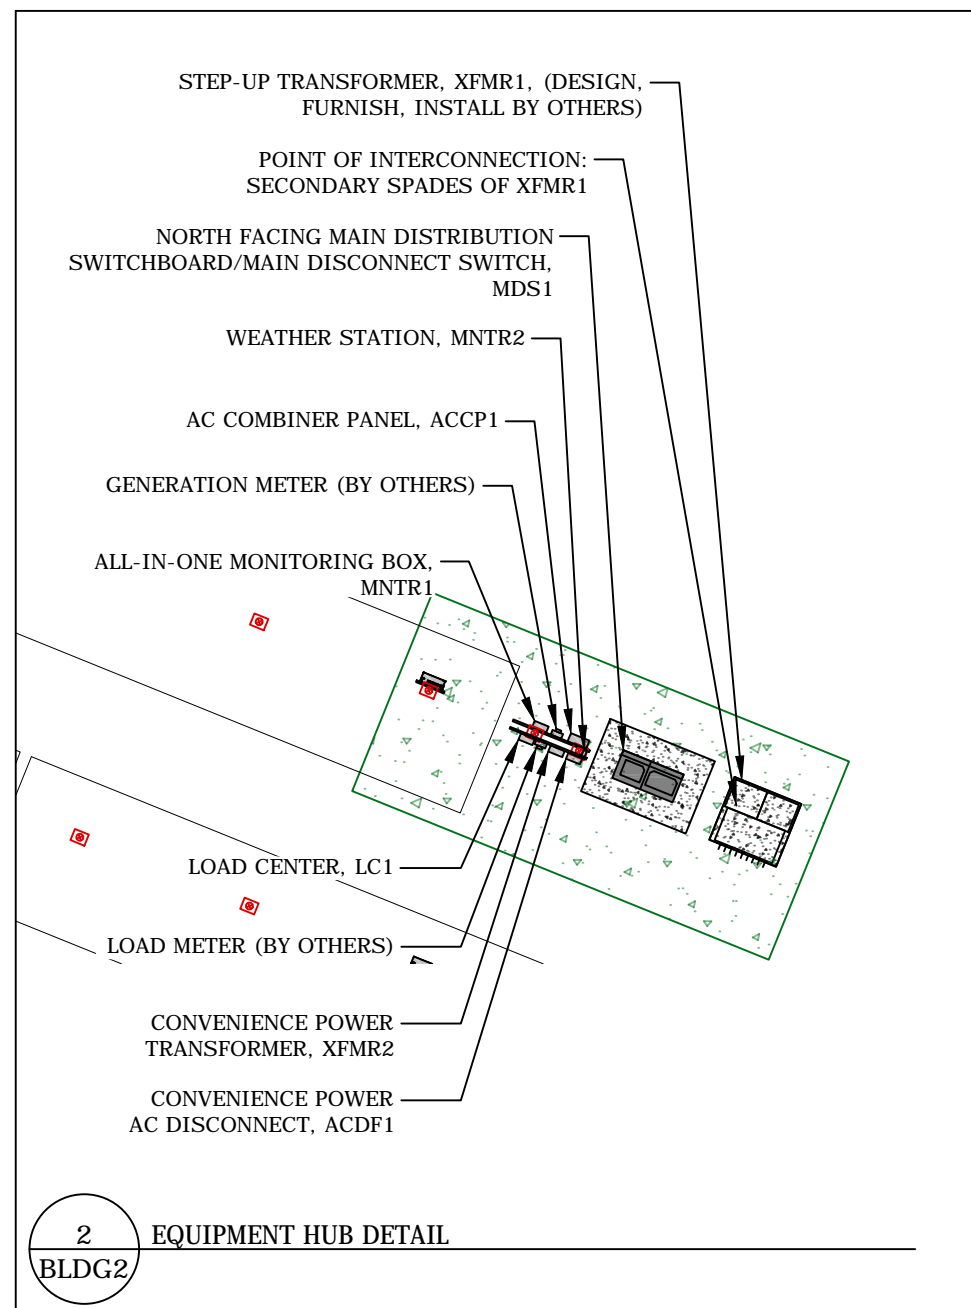 STEP-UP TRANSFORMER, XFMR1, (DESIGN,
FURNISH, INSTALL BY OTHERS)
POINT OF INTERCONNECTION:
SECONDARY SPADES OF XFMR1
NORTH FACING MAIN DISTRIBUTION
SWITCHBOARD/MAIN DISCONNECT SWITCH,
MDS1
WEATHER STATION, MNTR2
AC COMBINER PANEL, ACCP1
GENERATION METER (BY OTHERS)
ALL-IN-ONE MONITORING BOX,
MNTR1
LOAD CENTER, LC1
LOAD METER (BY OTHERS)
CONVENIENCE POWER
TRANSFORMER, XFMR2
CONVENIENCE POWER
AC DISCONNECT, ACDF1
2
BLDG2
EQUIPMENT HUB DETAIL